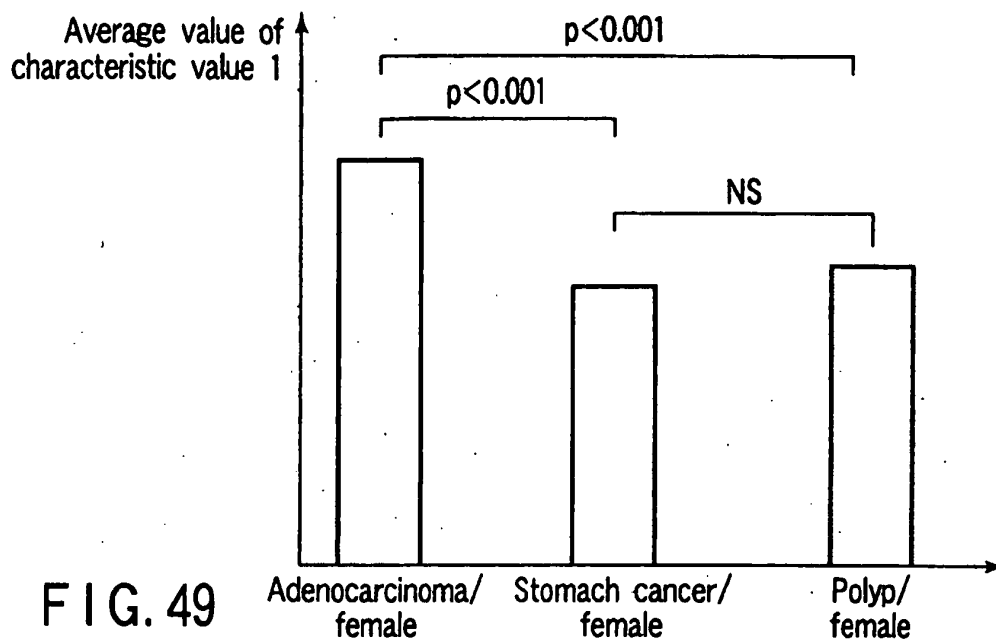 Average value of
characteristic value 1
p<0.001
p<0.001
NS
Adenocarcinoma/
female
Stomach cancer/
female
Polyp/
female
FIG. 49